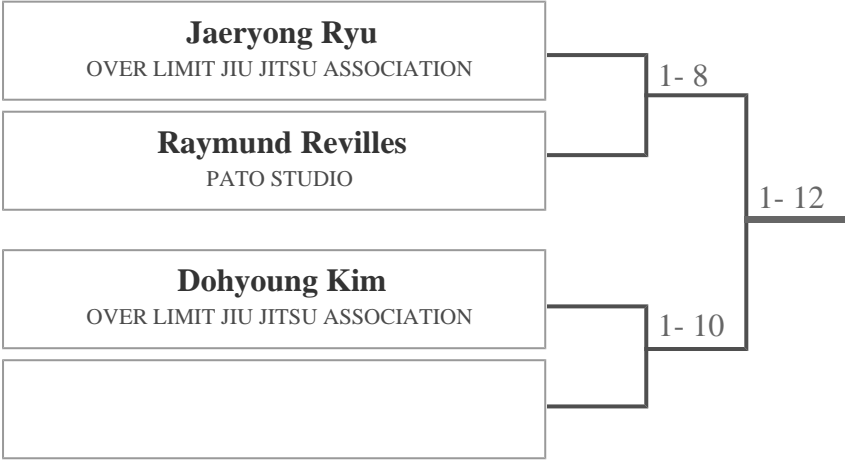 Jaeryong Ryu
OVER LIMIT JIU JITSU ASSOCIATION
1- 8
Raymund Revilles
PATO STUDIO
1- 12
Dohyoung Kim
OVER LIMIT JIU JITSU ASSOCIATION
1- 10